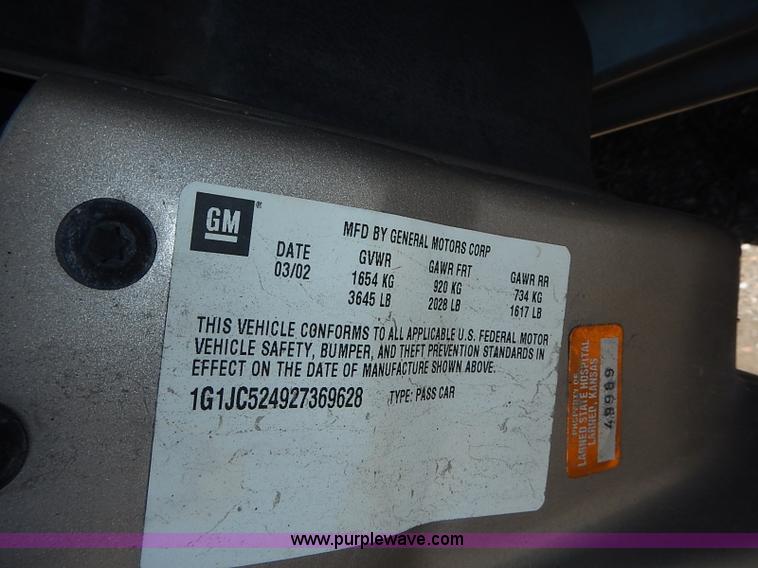 GM
MFD BY GENERAL MOTORS CORP
DATE GVWR GAWR FRT GAWR RR
03/02 1654 KG 920 KG 734 KG
3645 LB 2028 LB 1617 LB
THIS VEHICLE CONFORMS TO ALL APPLICABLE U.S. FEDERAL MOTOR
VEHICLE SAFETY, BUMPER, AND THEFT PREVENTION STANDARDS IN
EFFECT ON THE DATE OF MANUFACTURE SHOWN ABOVE.
1G1JC524927369628 TYPE: PASS CAR
PROPERTY OF
LARNED STATE HOSPITAL
LARNED, KANSAS
49989
www.purplewave.com